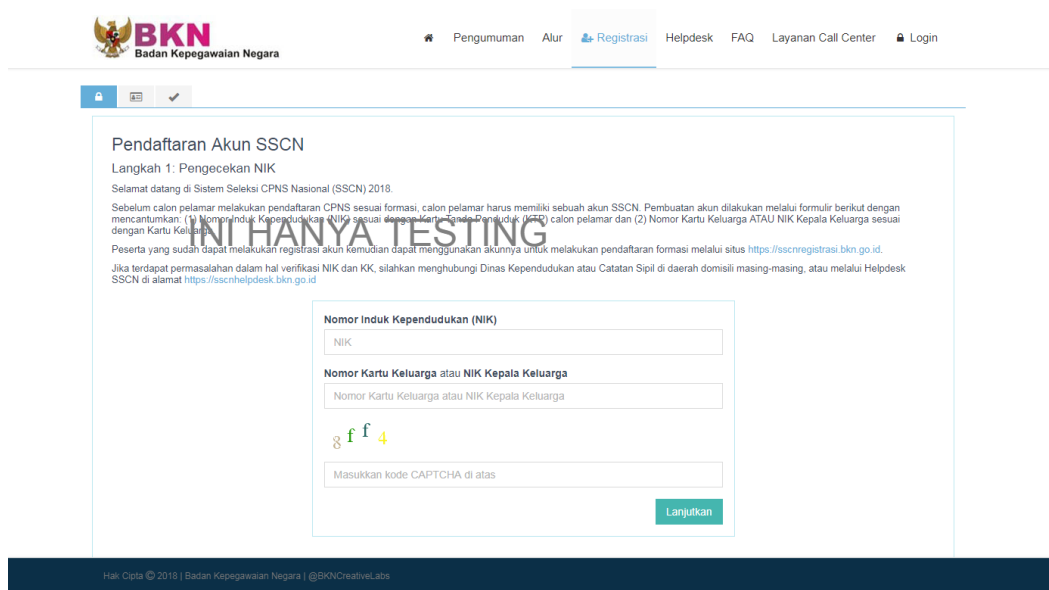 BKN
Badan Kepegawaian Negara
Pengumuman Alur Registrasi Helpdesk FAQ Layanan Call Center Login
Pendaftaran Akun SSCN
Langkah 1: Pengecekan NIK
Selamat datang di Sistem Seleksi CPNS Nasional (SSCN) 2018.
Sebelum calon pelamar melakukan pendaftaran CPNS sesuai formasi, calon pelamar harus memiliki sebuah akun SSCN. Pembuatan akun dilakukan melalui formulir berikut dengan
mencantumkan: (1) Nomor Induk Kependudukan (NIK) sesuai dengan Kartu Tanda Penduduk (KTP) calon pelamar dan (2) Nomor Kartu Keluarga ATAU NIK Kepala Keluarga sesuai
dengan Kartu Keluarga.
INI HANYA TESTING
Peserta yang sudah dapat melakukan registrasi akun kemudian dapat menggunakan akunnya untuk melakukan pendaftaran formasi melalui situs https://sscnregistrasi.bkn.go.id.
Jika terdapat permasalahan dalam hal verifikasi NIK dan KK, silahkan menghubungi Dinas Kependudukan atau Catatan Sipil di daerah domisili masing-masing, atau melalui Helpdesk
SSCN di alamat https://sscnhelpdesk.bkn.go.id
Nomor Induk Kependudukan (NIK)
NIK
Nomor Kartu Keluarga atau NIK Kepala Keluarga
Nomor Kartu Keluarga atau NIK Kepala Keluarga
8 f f 4
Masukkan kode CAPTCHA di atas
Lanjutkan
Hak Cipta © 2018 | Badan Kepegawaian Negara | @BKNCreativeLabs